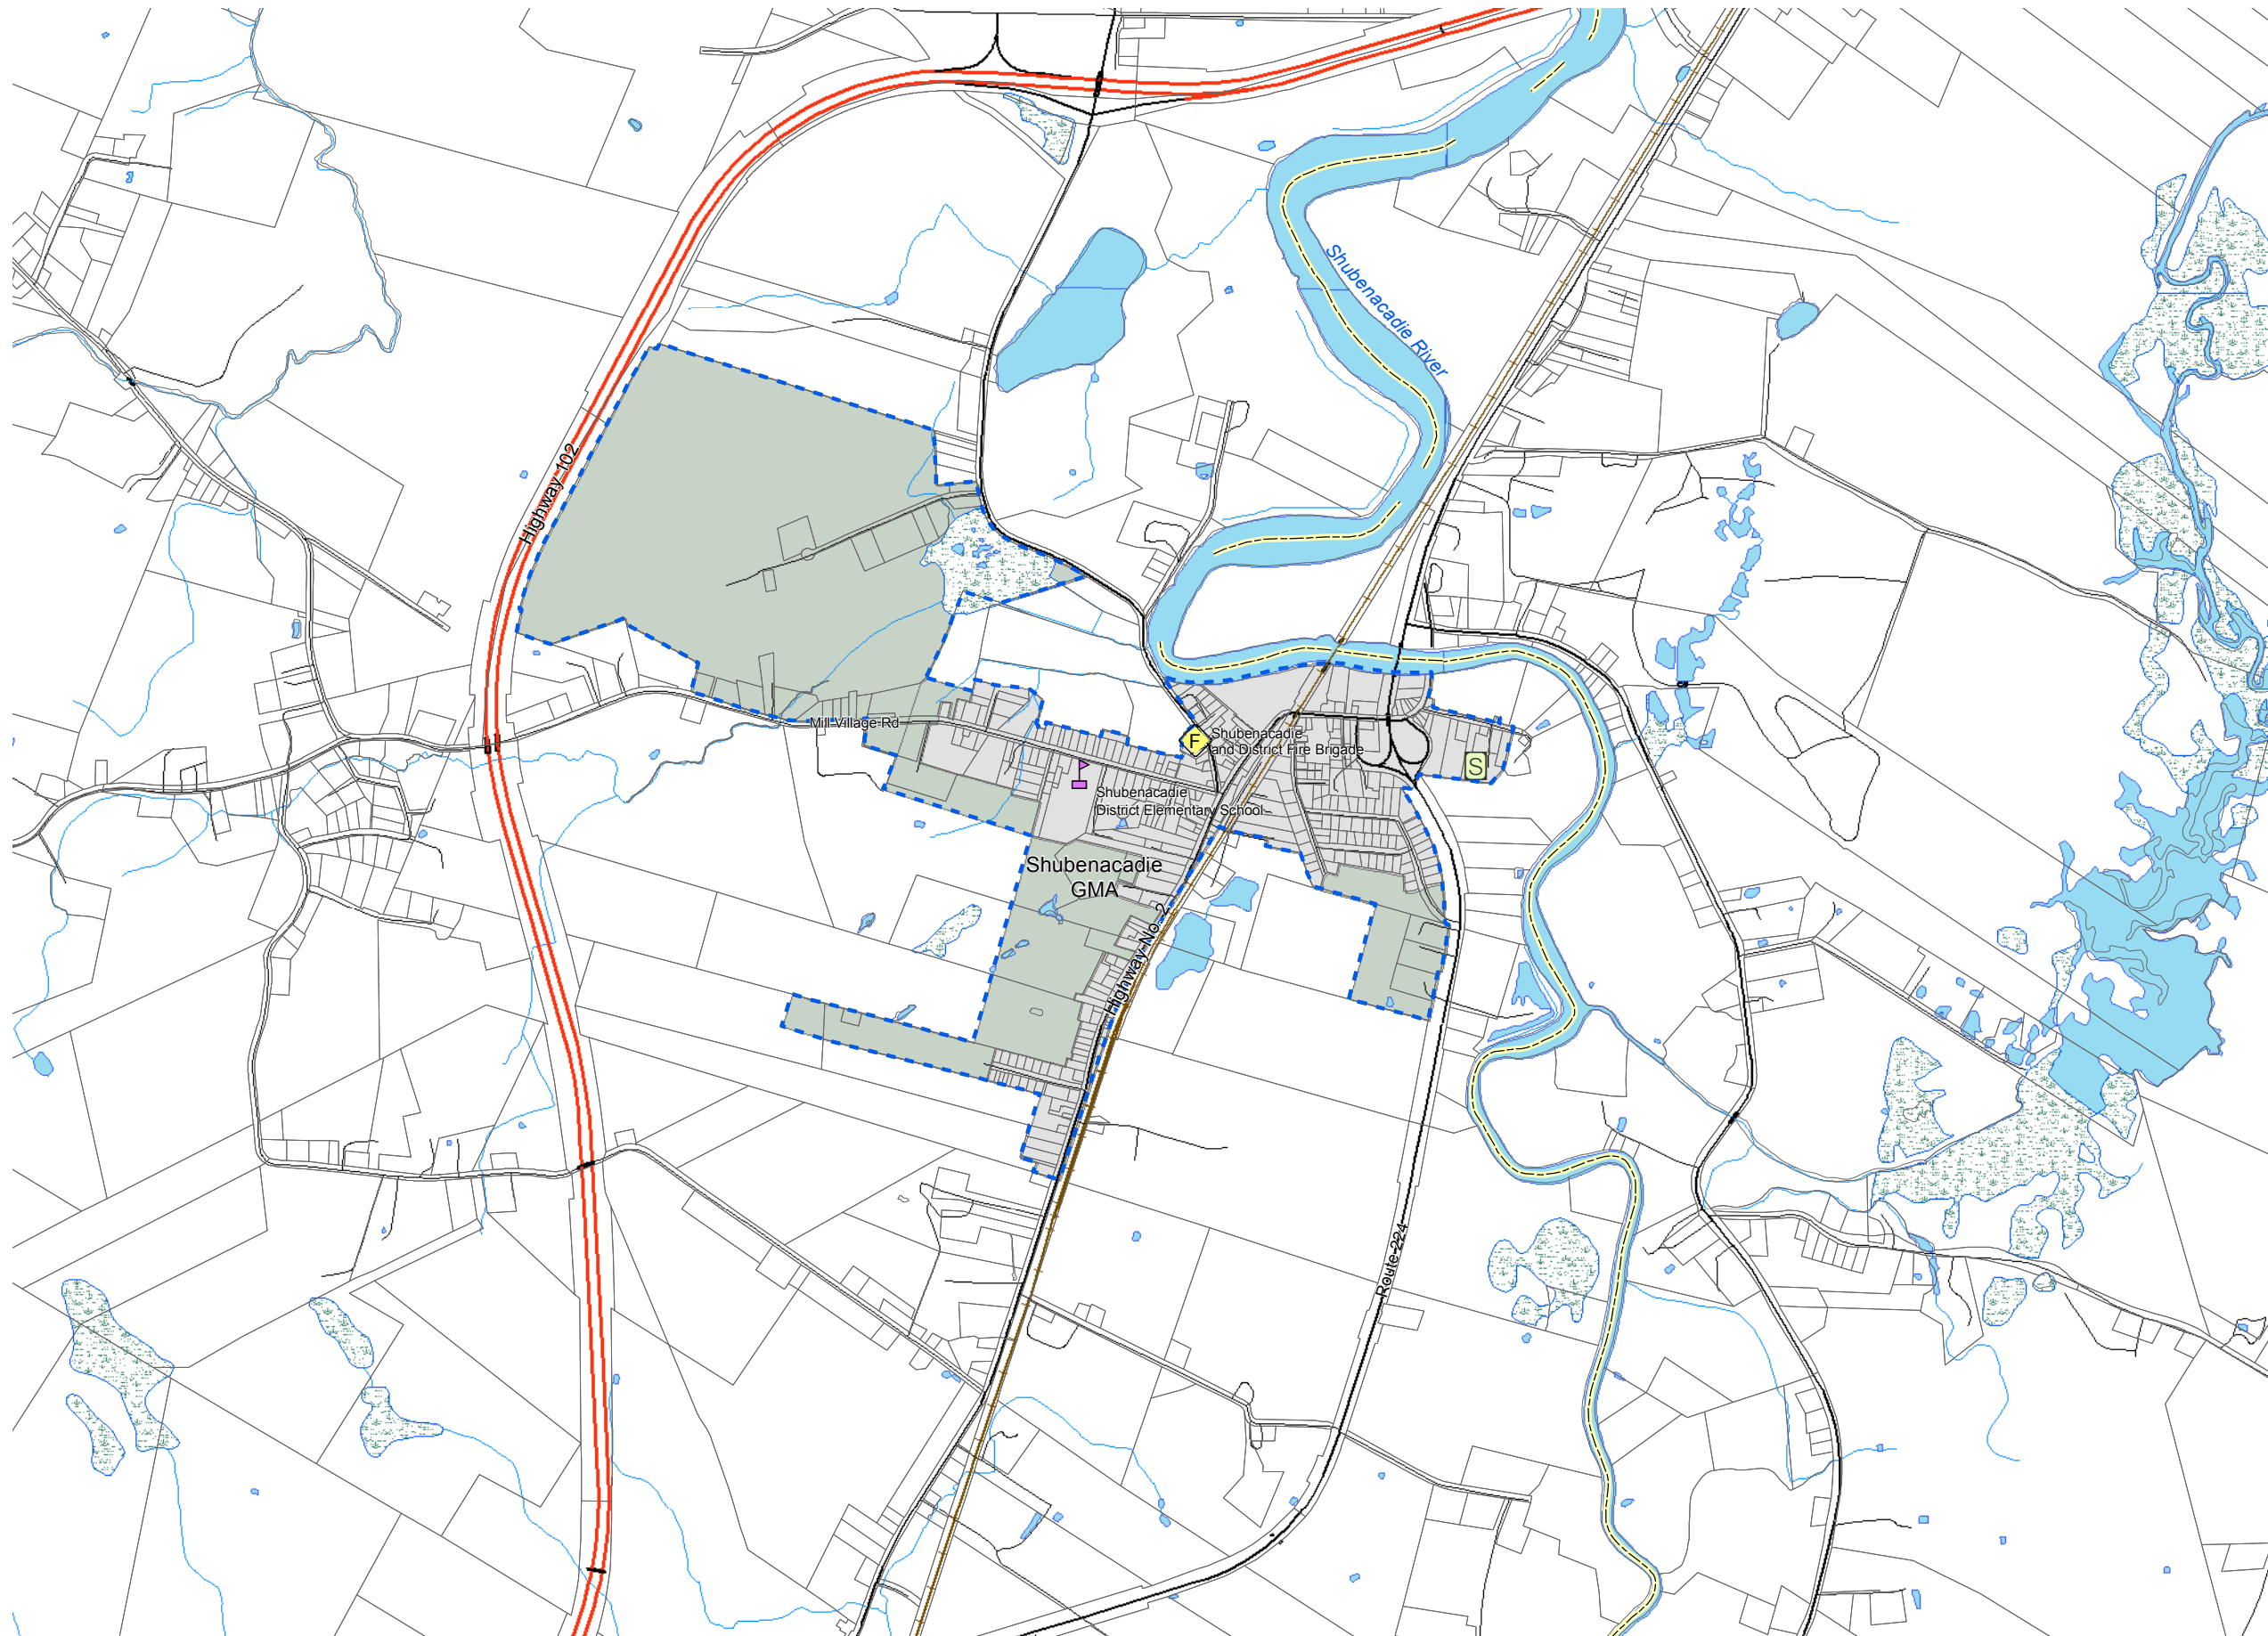 Shubenacadie River
Highway 102
Mill Village Rd
F
Shubenacadie
and District Fire Brigade
S
Shubenacadie
District Elementary School
Shubenacadie
GMA
Highway No. 2
Route 224